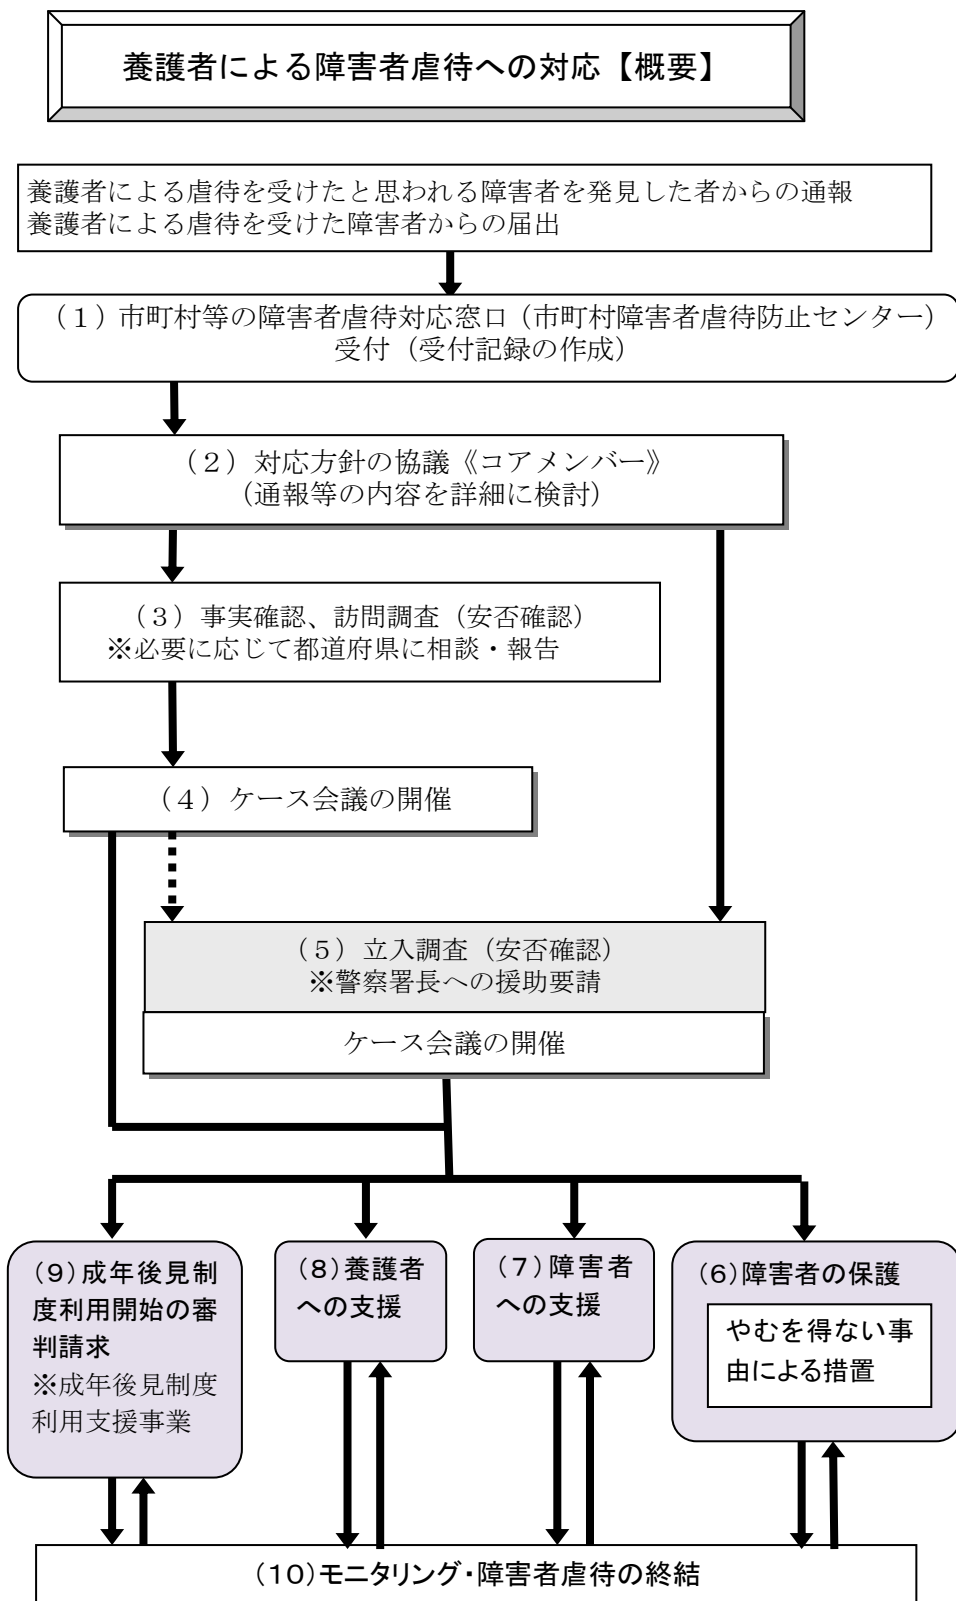 養護者による障害者虐待への対応【概要】
養護者による虐待を受けたと思われる障害者を発見した者からの通報
養護者による虐待を受けた障害者からの届出
（１）市町村等の障害者虐待対応窓口（市町村障害者虐待防止センター）
受付（受付記録の作成）
（２）対応方針の協議《コアメンバー》
（通報等の内容を詳細に検討）
（３）事実確認、訪問調査（安否確認）
※必要に応じて都道府県に相談・報告
（４）ケース会議の開催
（５）立入調査（安否確認）
※警察署長への援助要請
ケース会議の開催
（９）成年後見制
度利用開始の審
判請求
※成年後見制度
利用支援事業
（８）養護者
への支援
（７）障害者
への支援
（６）障害者の保護
やむを得ない事
由による措置
（１０）モニタリング・障害者虐待の終結